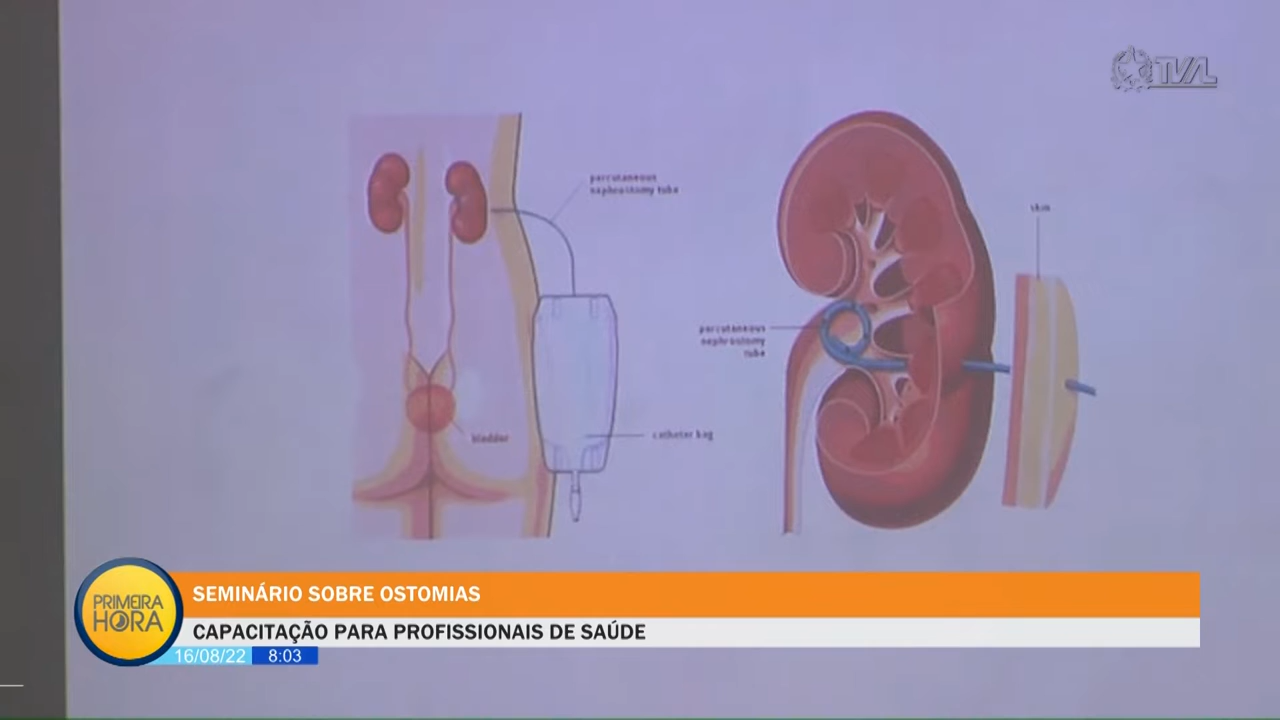 TVAL
percutaneous
nephrostomy tube
skin
percutaneous
nephrostomy
tube
bladder
catheter bag
SEMINÁRIO SOBRE OSTOMIAS
PRIMEIRA
HORA
CAPACITAÇÃO PARA PROFISSIONAIS DE SAÚDE
16/08/22 8:03